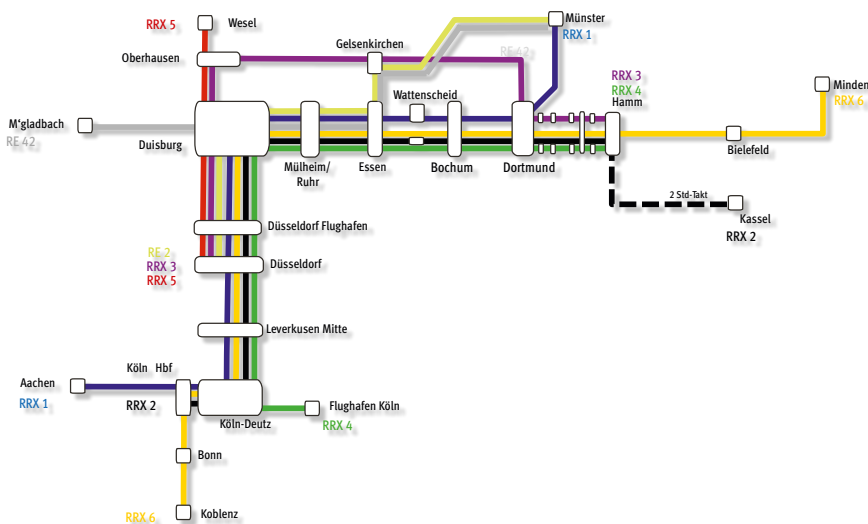 RRX 5
Wesel
Münster
RRX 1
Gelsenkirchen
Oberhausen
RE 42
RRX 3
RRX 4
Hamm
Minden
RRX 6
Wattenscheid
M'gladbach
RE 42
Duisburg
Mülheim/
Ruhr
Essen
Bochum
Dortmund
Bielefeld
2 Std-Takt
Kassel
RRX 2
Düsseldorf Flughafen
RE 2
RRX 3
RRX 5
Düsseldorf
Leverkusen Mitte
Köln Hbf
Aachen
RRX 1
RRX 2
Köln-Deutz
Flughafen Köln
RRX 4
Bonn
RRX 6
Koblenz